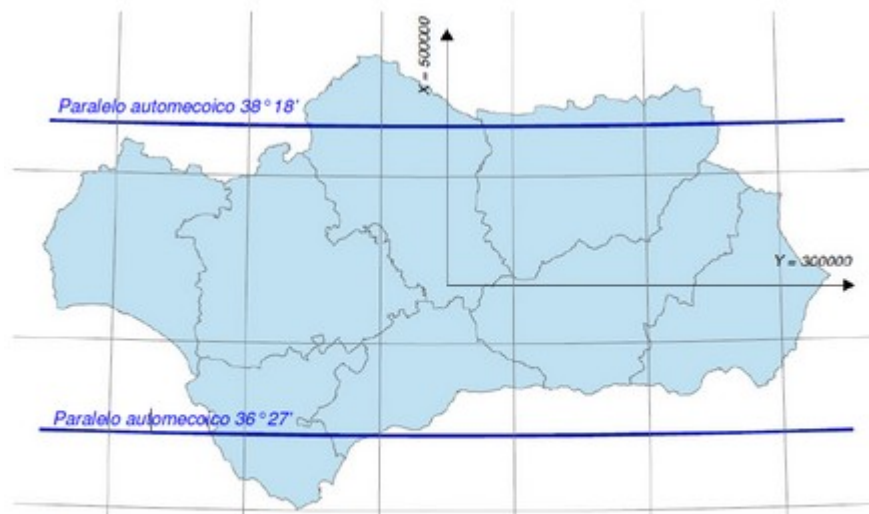 X = 500000
Paralelo automecoico 38° 18'
Y = 300000
Paralelo automecoico 36° 27'